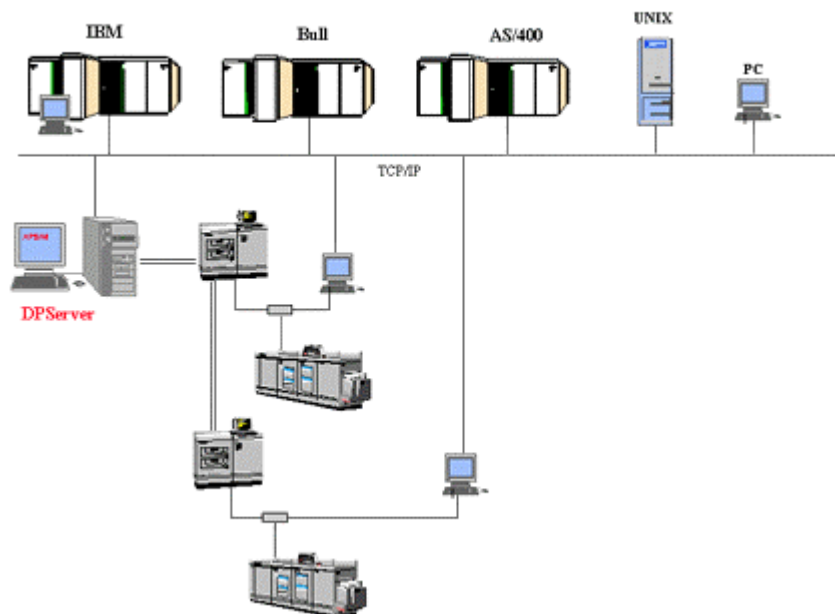 IBM
Bull
AS/400
UNIX
PC
TCP/IP
DPServer